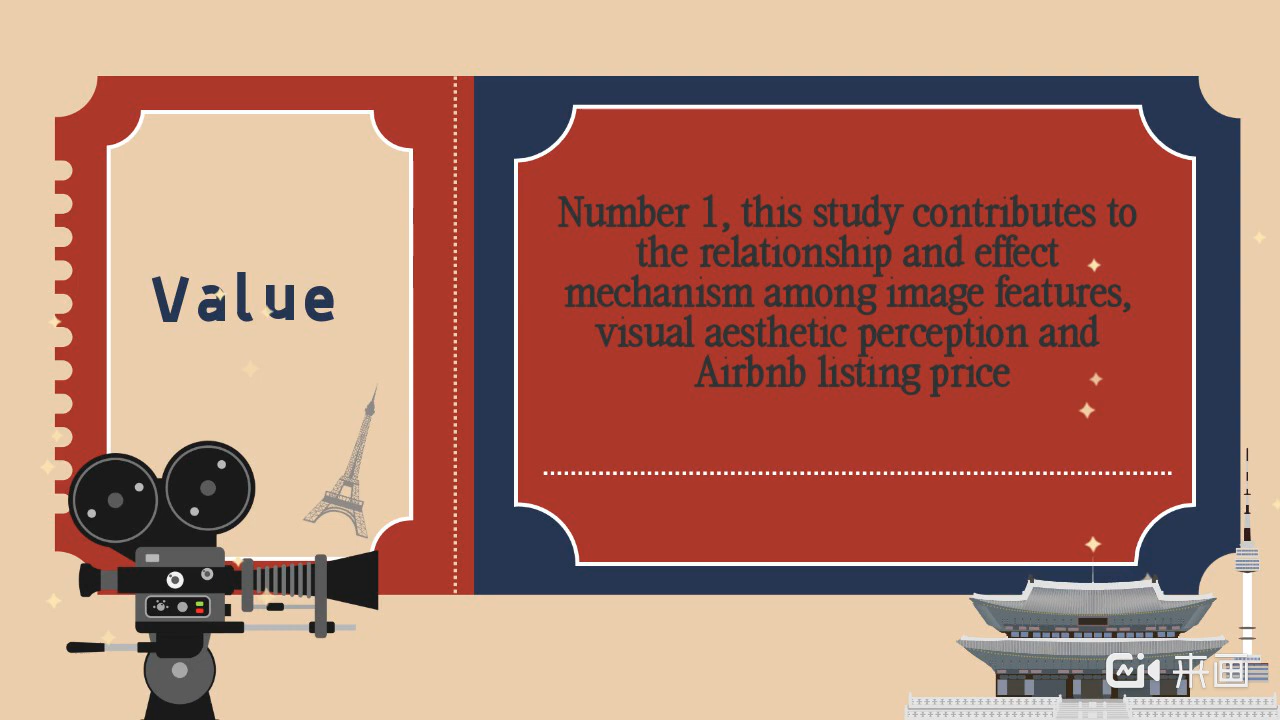 Value
Number 1, this study contributes to
the relationship and effect
mechanism among image features,
visual aesthetic perception and
Airbnb listing price
来画